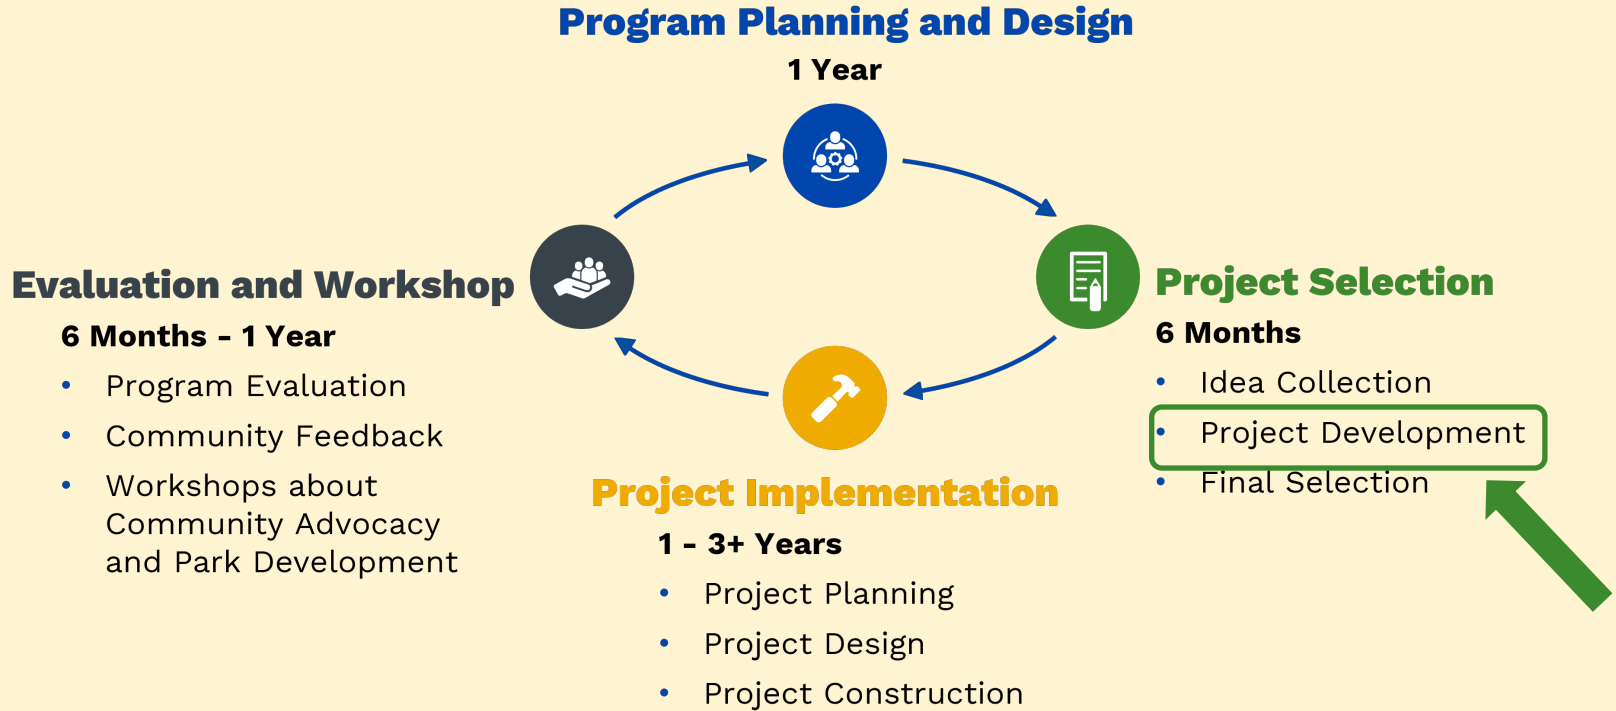 Program Planning and Design
1 Year
Evaluation and Workshop
6 Months - 1 Year
• Program Evaluation
• Community Feedback
• Workshops about
Community Advocacy
and Park Development
Project Selection
6 Months
• Idea Collection
• Project Development
• Final Selection
Project Implementation
1 - 3+ Years
• Project Planning
• Project Design
• Project Construction